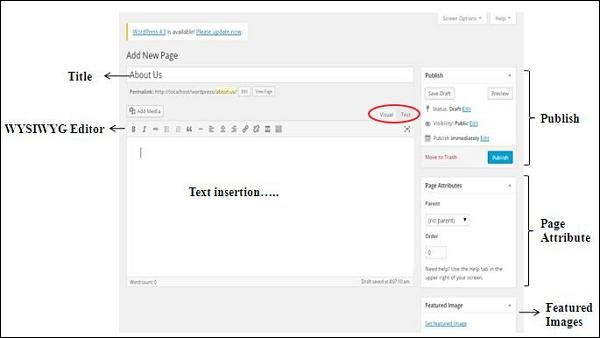 Screen Options
Help
WordPress 4.3 is available! Please update now.
Add New Page
Title
About Us
Permalink: http://localhost/wordpress/about-us/ Edit View Page
Add Media
Visual Text
WYSIWYG Editor
B I ABC
Text insertion.....
Word count: 0
Draft saved at 4:07:10 am.
Publish
Save Draft Preview
Status: Draft Edit
Visibility: Public Edit
Publish immediately Edit
Move to Trash Publish
Publish
Page Attributes
Parent
(no parent)
Order
0
Need help? Use the Help tab in the
upper right of your screen.
Page
Attribute
Featured Image
Set featured image
Featured
Images